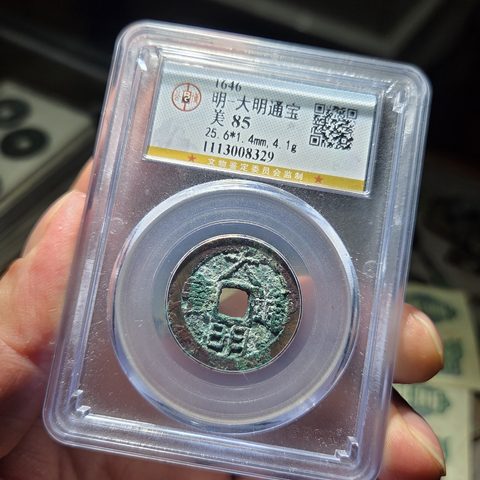 1646
明-大明通宝
美 85
25.6*1.4mm,4.1g
1113008329
★ 文物鉴定委员会监制 ★
大明